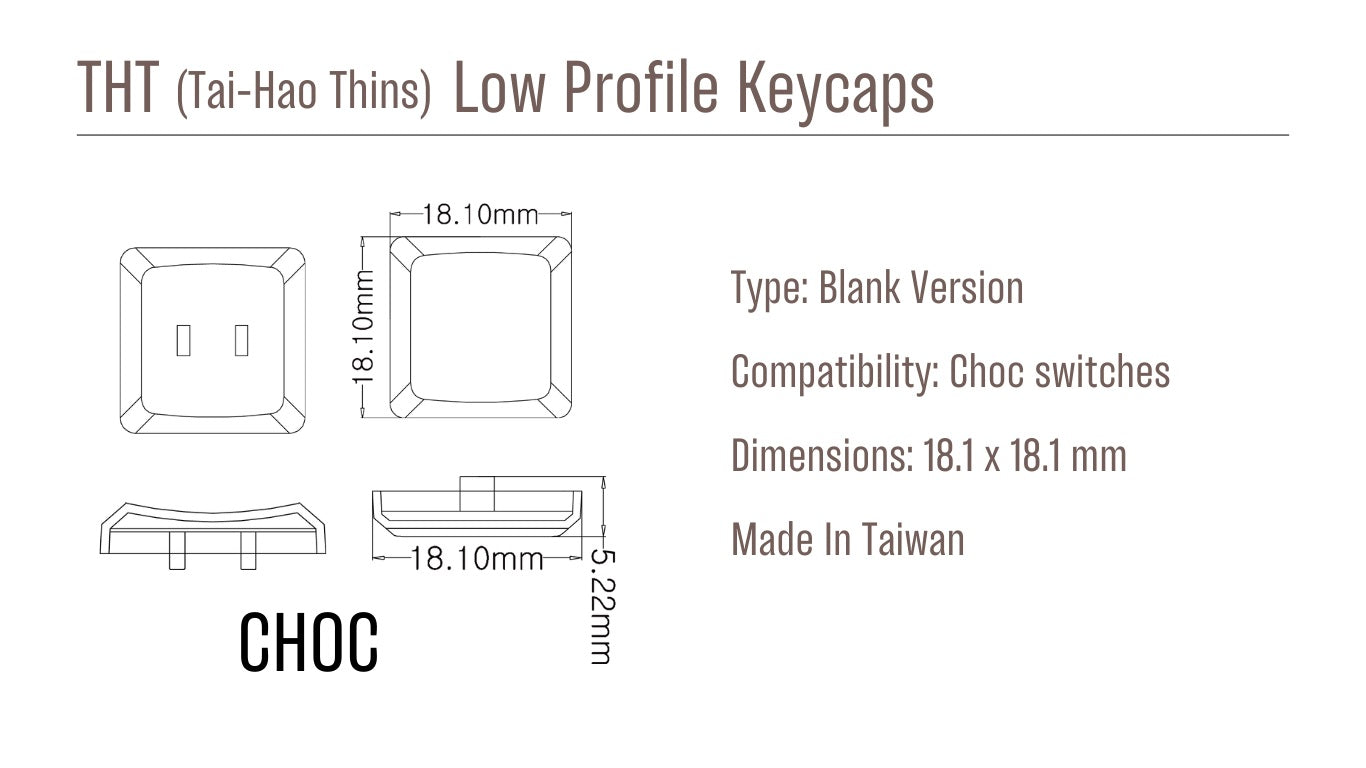 THT (Tai-Hao Thins) Low Profile Keycaps
18.10mm
18.10mm
18.10mm
5.22mm
CHOC
Type: Blank Version
Compatibility: Choc switches
Dimensions: 18.1 x 18.1 mm
Made In Taiwan